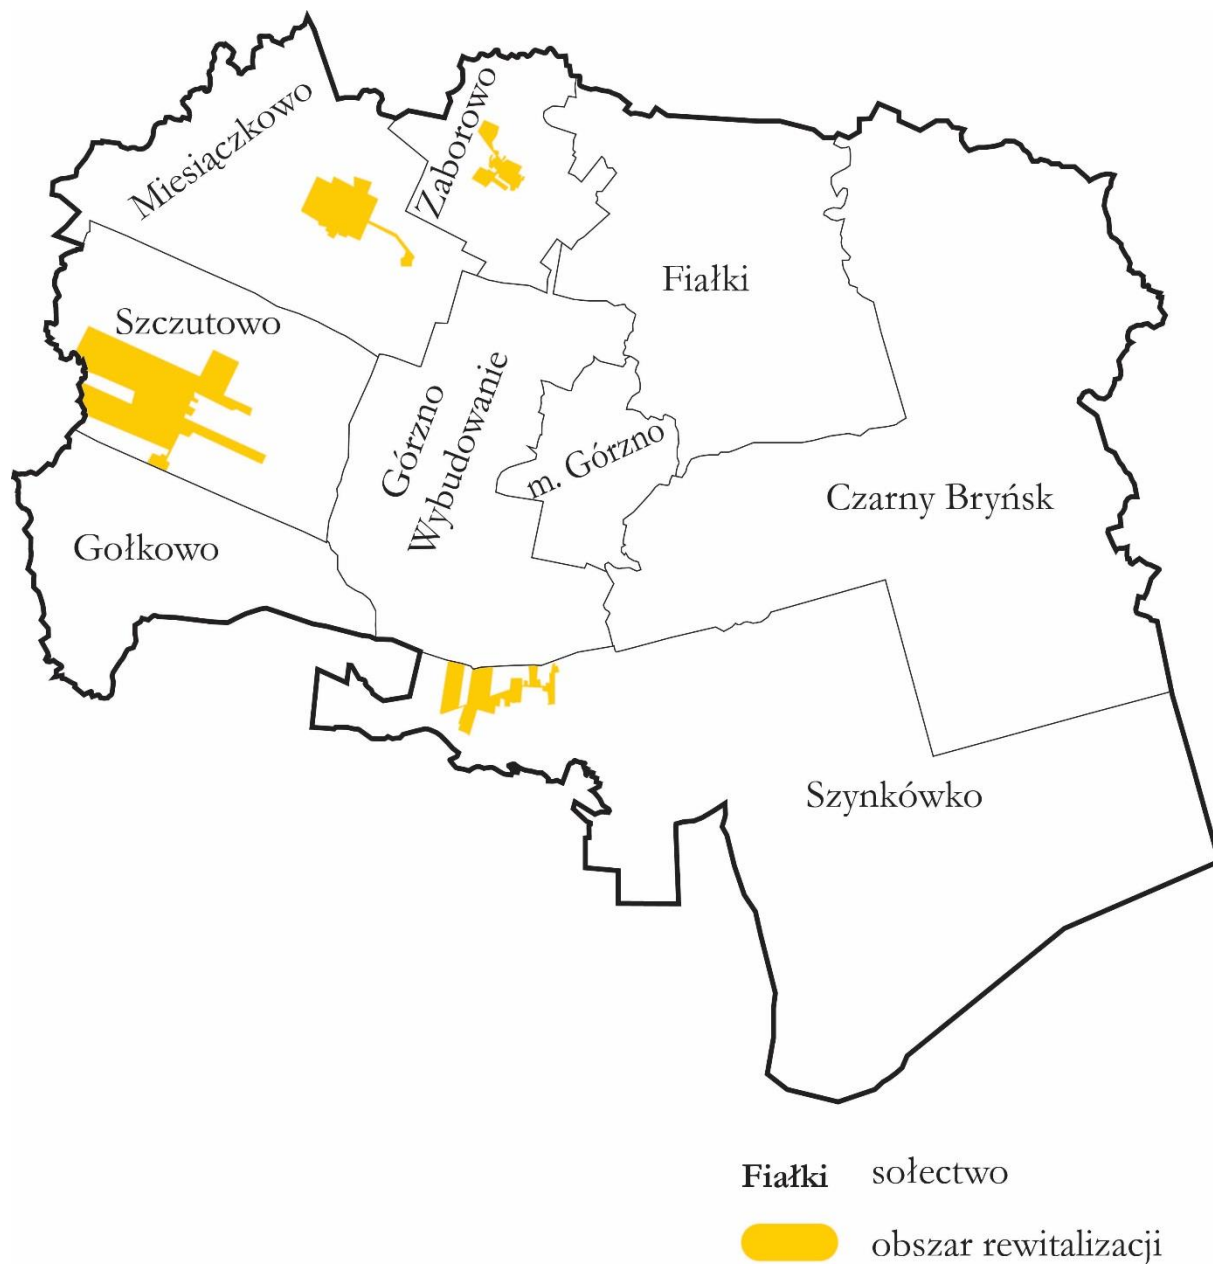 Miesiączkowo
Zaborowo
Fiałki
Szczutowo
Górzno
Wybudowanie
m. Górzno
Czarny Bryńsk
Gołkowo
Szynkówko
Fiałki sołectwo
obszar rewitalizacji